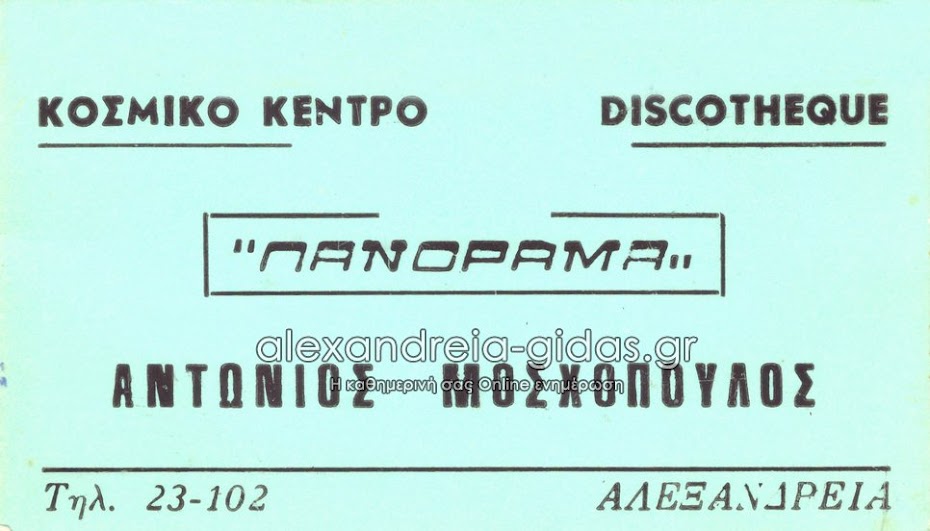 ΚΟΣΜΙΚΟ ΚΕΝΤΡΟ DISCOTHEQUE
"ΠΑΝΟΡΑΜΑ"
alexandreia-gidas.gr
ΑΝΤΩΝΙΟΣ ΜΟΣΧΟΠΟΥΛΟΣ
Η καθημερινή σας Online ενημέρωση
Τηλ. 23-102 ΑΛΕΞΑΝΔΡΕΙΑ